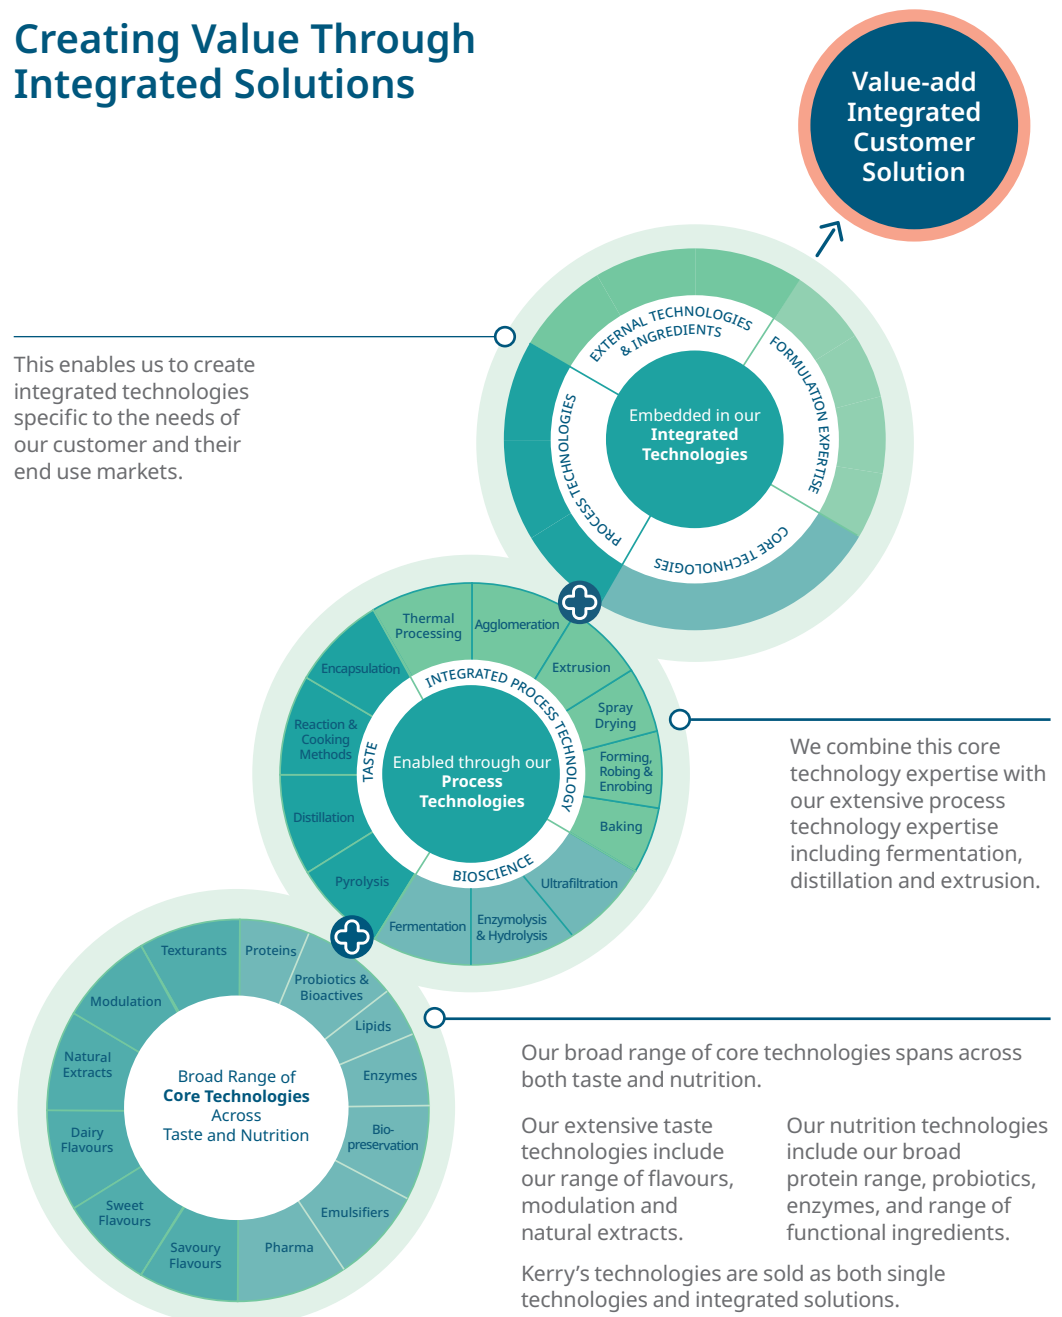 Creating Value Through
Integrated Solutions
Value-add
Integrated
Customer
Solution
This enables us to create
integrated technologies
specific to the needs of
our customer and their
end use markets.
EXTERNAL TECHNOLOGIES
& INGREDIENTS
FORMULATION EXPERTISE
CORE TECHNOLOGIES
PROCESS TECHNOLOGIES
Embedded in our
Integrated
Technologies
Thermal
Processing
Agglomeration
Extrusion
Spray
Drying
Forming,
Robing &
Enrobing
Baking
Ultrafiltration
Enzymolysis
& Hydrolysis
Fermentation
Pyrolysis
Distillation
Reaction &
Cooking
Methods
Encapsulation
INTEGRATED PROCESS TECHNOLOGY
BIOSCIENCE
TASTE
Enabled through our
Process
Technologies
We combine this core
technology expertise with
our extensive process
technology expertise
including fermentation,
distillation and extrusion.
Texturants
Proteins
Probiotics &
Bioactives
Lipids
Enzymes
Bio-
preservation
Emulsifiers
Pharma
Savoury
Flavours
Sweet
Flavours
Dairy
Flavours
Natural
Extracts
Modulation
Broad Range of
Core Technologies
Across
Taste and Nutrition
Our broad range of core technologies spans across
both taste and nutrition.
Our extensive taste
technologies include
our range of flavours,
modulation and
natural extracts.
Our nutrition technologies
include our broad
protein range, probiotics,
enzymes, and range of
functional ingredients.
Kerry's technologies are sold as both single
technologies and integrated solutions.